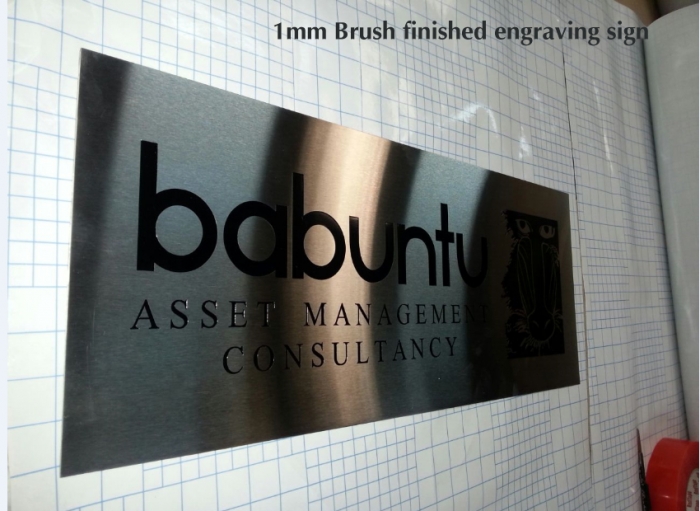 1mm Brush finished engraving sign
babuntu
ASSET MANAGEMENT
CONSULTANCY